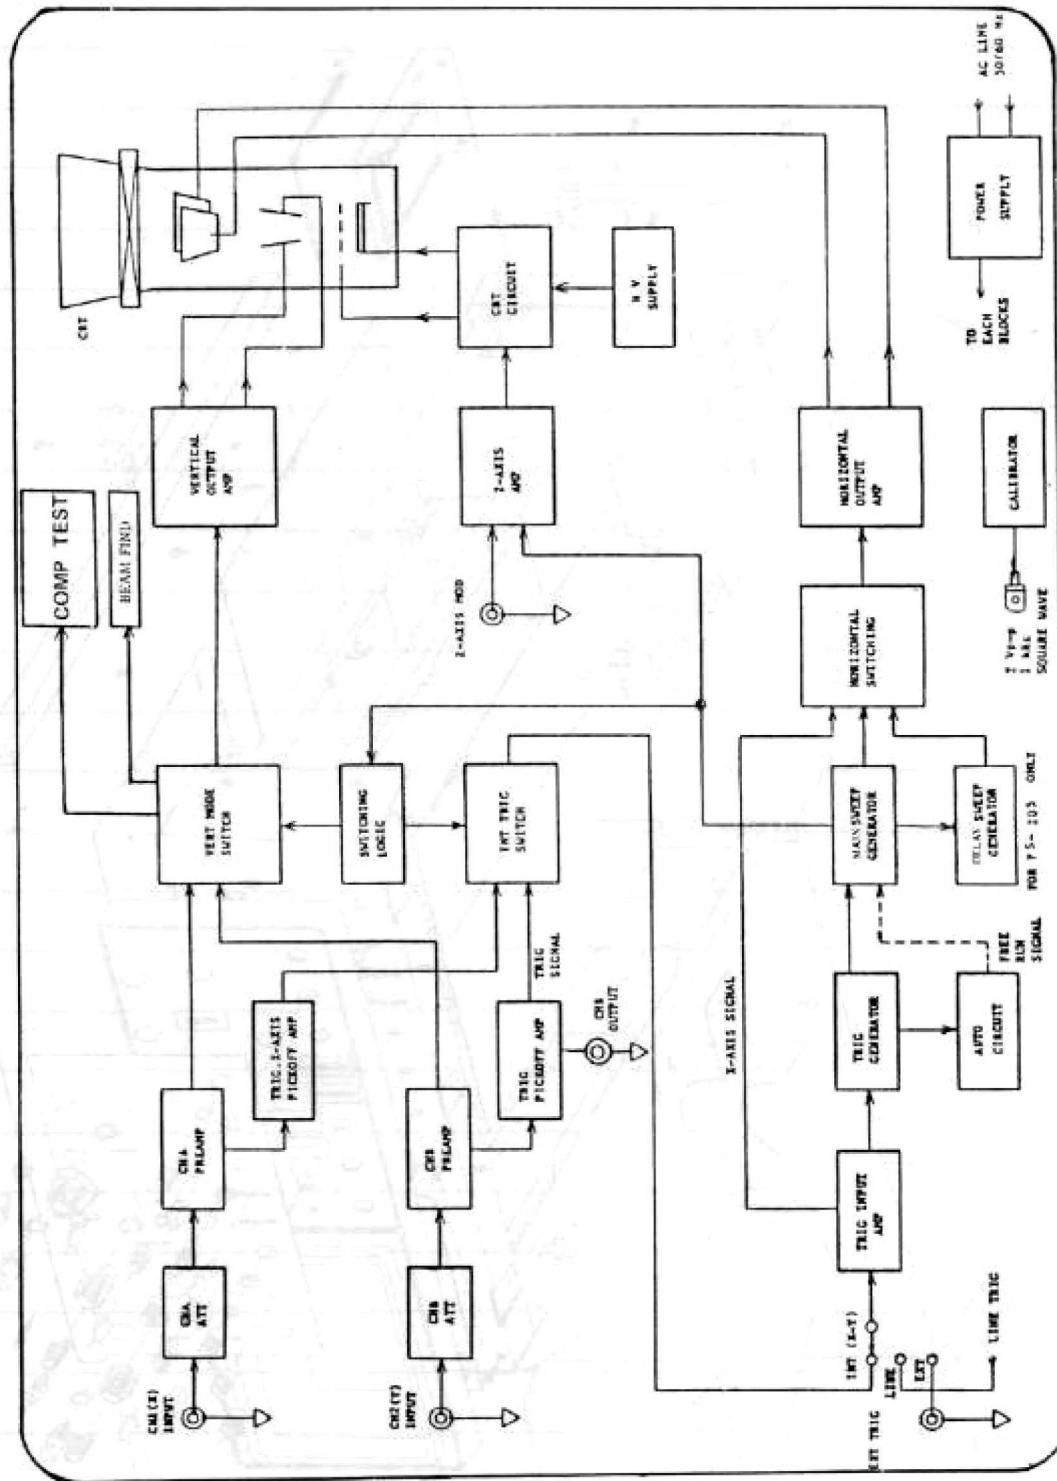 CRT
COMP TEST
BEAM FIND
VERTICAL
OUTPUT
AMP
VERT MODE
SWITCH
CHA
PREAMP
CHA
ATT
CH1(X)
INPUT
TRIG.X-AXIS
PICKOFF AMP
SWITCHING
LOGIC
CRT
CIRCUIT
H V
SUPPLY
Z-AXIS
AMP
Z-AXIS MOD
INT TRIG
SWITCH
TRIG
SIGNAL
CHB
PREAMP
TRIG
PICKOFF AMP
CHB
OUTPUT
CHB
ATT
CH2(Y)
INPUT
X-AXIS SIGNAL
HORIZONTAL
OUTPUT
AMP
HORIZONTAL
SWITCHING
MAIN SWEEP
GENERATOR
DELAY SWEEP
GENERATOR
FOR PS-205 ONLY
FREE
RUN
SIGNAL
TRIG
GENERATOR
AUTO
CIRCUIT
TRIG INPUT
AMP
INT (X-Y)
LINE
EXT
EXT TRIG
LINE TRIG
AC LINE
50/60 Hz
POWER
SUPPLY
TO
EACH
BLOCKS
CALIBRATOR
2 Vp-p
1 kHz
SQUARE WAVE